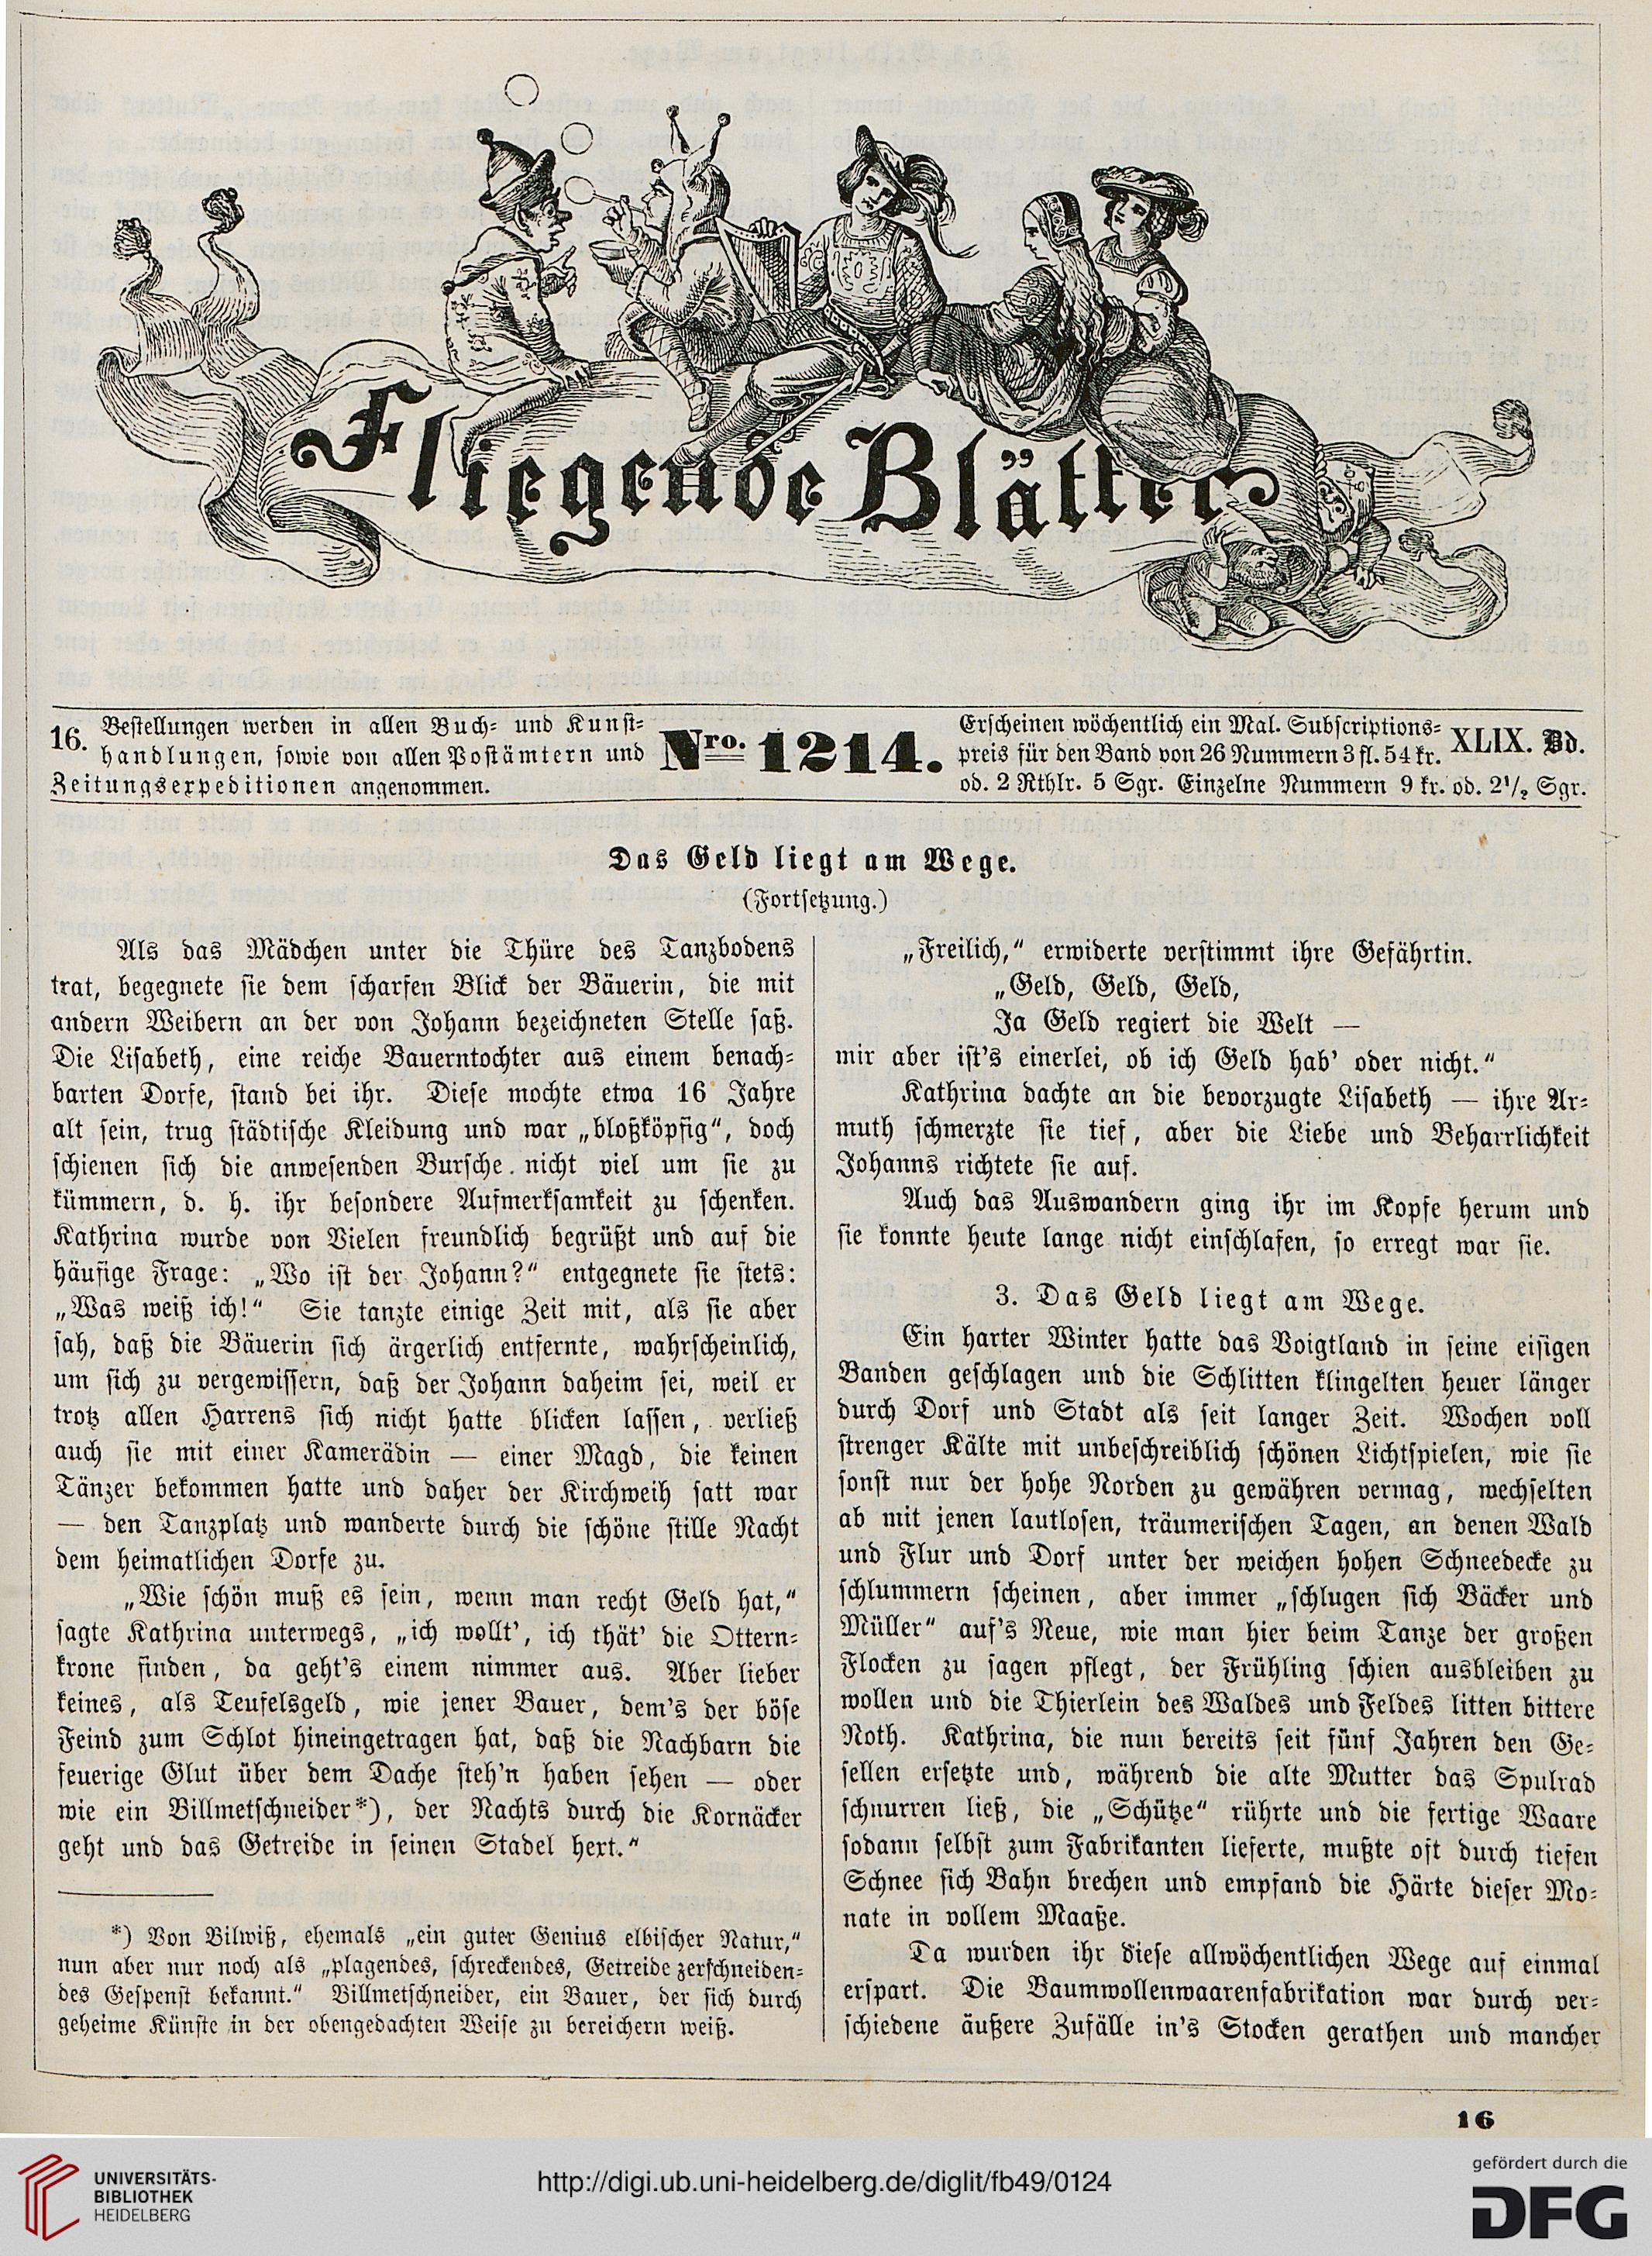 Fliegende Blätter
16.
Bestellungen werden in allen Buch- und Kunst-
handlungen, sowie von allen Postämtern und
Zeitungsexpeditionen angenommen.
Nro. 1214.
Erscheinen wöchentlich ein Mal. Subscriptions-
preis für den Band von 26 Nummern 3 fl. 54 kr.
od. 2 Rthlr. 5 Sgr. Einzelne Nummern 9 kr. od. 2½ Sgr.
XLIX. Bd.
Das Geld liegt am Wege.
(Fortsetzung.)
Als das Mädchen unter die Thüre des Tanzbodens
trat, begegnete sie dem scharfen Blick der Bäuerin, die mit
andern Weibern an der von Johann bezeichneten Stelle saß.
Die Lisabeth, eine reiche Bauerntochter aus einem benach-
barten Dorfe, stand bei ihr. Diese mochte etwa 16 Jahre
alt sein, trug städtische Kleidung und war „bloßköpfig“, doch
schienen sich die anwesenden Bursche nicht viel um sie zu
kümmern, d. h. ihr besondere Aufmerksamkeit zu schenken.
Kathrina wurde von Vielen freundlich begrüßt und auf die
häufige Frage: „Wo ist der Johann?“ entgegnete sie stets:
„Was weiß ich!“ Sie tanzte einige Zeit mit, als sie aber
sah, daß die Bäuerin sich ärgerlich entfernte, wahrscheinlich,
um sich zu vergewissern, daß der Johann daheim sei, weil er
trotz allen Harrens sich nicht hatte blicken lassen, verließ
auch sie mit einer Kamerädin — einer Magd, die keinen
Tänzer bekommen hatte und daher der Kirchweih satt war
— den Tanzplatz und wanderte durch die schöne stille Nacht
dem heimatlichen Dorfe zu.
„Wie schön muß es sein, wenn man recht Geld hat,“
sagte Kathrina unterwegs, „ich wollt', ich thät' die Ottern-
krone finden, da geht's einem nimmer aus. Aber lieber
keines, als Teufelsgeld, wie jener Bauer, dem's der böse
Feind zum Schlot hineingetragen hat, daß die Nachbarn die
feuerige Glut über dem Dache steh'n haben sehen — oder
wie ein Billmetschneider*), der Nachts durch die Kornäcker
geht und das Getreide in seinen Stadel hext.“
*) Von Bilwiß, ehemals „ein guter Genius elbischer Natur,“
nun aber nur noch als „plagendes, schreckendes, Getreide zerschneiden-
des Gespenst bekannt.“ Billmetschneider, ein Bauer, der sich durch
geheime Künste in der obengedachten Weise zu bereichern weiß.
„Freilich,“ erwiderte verstimmt ihre Gefährtin.
„Geld, Geld, Geld,
Ja Geld regiert die Welt —
mir aber ist's einerlei, ob ich Geld hab' oder nicht.“
Kathrina dachte an die bevorzugte Lisabeth — ihre Ar-
muth schmerzte sie tief, aber die Liebe und Beharrlichkeit
Johanns richtete sie auf.
Auch das Auswandern ging ihr im Kopfe herum und
sie konnte heute lange nicht einschlafen, so erregt war sie.
3. Das Geld liegt am Wege.
Ein harter Winter hatte das Voigtland in seine eisigen
Banden geschlagen und die Schlitten klingelten heuer länger
durch Dorf und Stadt als seit langer Zeit. Wochen voll
strenger Kälte mit unbeschreiblich schönen Lichtspielen, wie sie
sonst nur der hohe Norden zu gewähren vermag, wechselten
ab mit jenen lautlosen, träumerischen Tagen, an denen Wald
und Flur und Dorf unter der weichen hohen Schneedecke zu
schlummern scheinen, aber immer „schlugen sich Bäcker und
Müller“ auf's Neue, wie man hier beim Tanze der großen
Flocken zu sagen pflegt, der Frühling schien ausbleiben zu
wollen und die Thierlein des Waldes und Feldes litten bittere
Noth. Kathrina, die nun bereits seit fünf Jahren den Ge-
sellen ersetzte und, während die alte Mutter das Spulrad
schnurren ließ, die „Schütze“ rührte und die fertige Waare
sodann selbst zum Fabrikanten lieferte, mußte oft durch tiefen
Schnee sich Bahn brechen und empfand die Härte dieser Mo-
nate in vollem Maaße.
Da wurden ihr diese allwöchentlichen Wege auf einmal
erspart. Die Baumwollenwaarenfabrikation war durch ver-
schiedene äußere Zufälle in's Stocken gerathen und mancher
16
UNIVERSITÄTS-
BIBLIOTHEK
HEIDELBERG
http://digi.ub.uni-heidelberg.de/diglit/fb49/0124
gefördert durch die
DFG